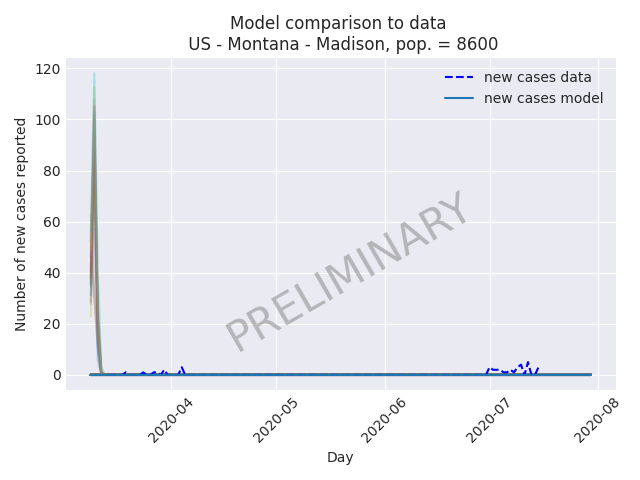 Model comparison to data
US - Montana - Madison, pop. = 8600
120
100
80
60
40
20
0
Number of new cases reported
new cases data
new cases model
PRELIMINARY
2020-04
2020-05
2020-06
2020-07
2020-08
Day